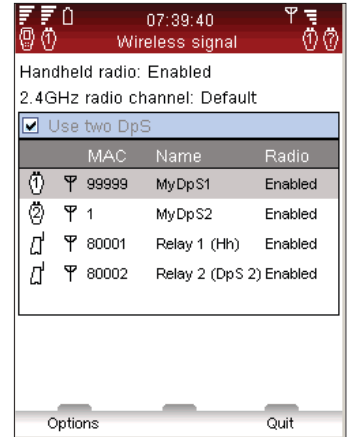 07:39:40
Wireless signal
Handheld radio: Enabled
2.4GHz radio channel: Default
Use two DpS
MAC Name Radio
1 99999 MyDpS1 Enabled
2 1 MyDpS2 Enabled
80001 Relay 1 (Hh) Enabled
80002 Relay 2 (DpS 2) Enabled
Options Quit